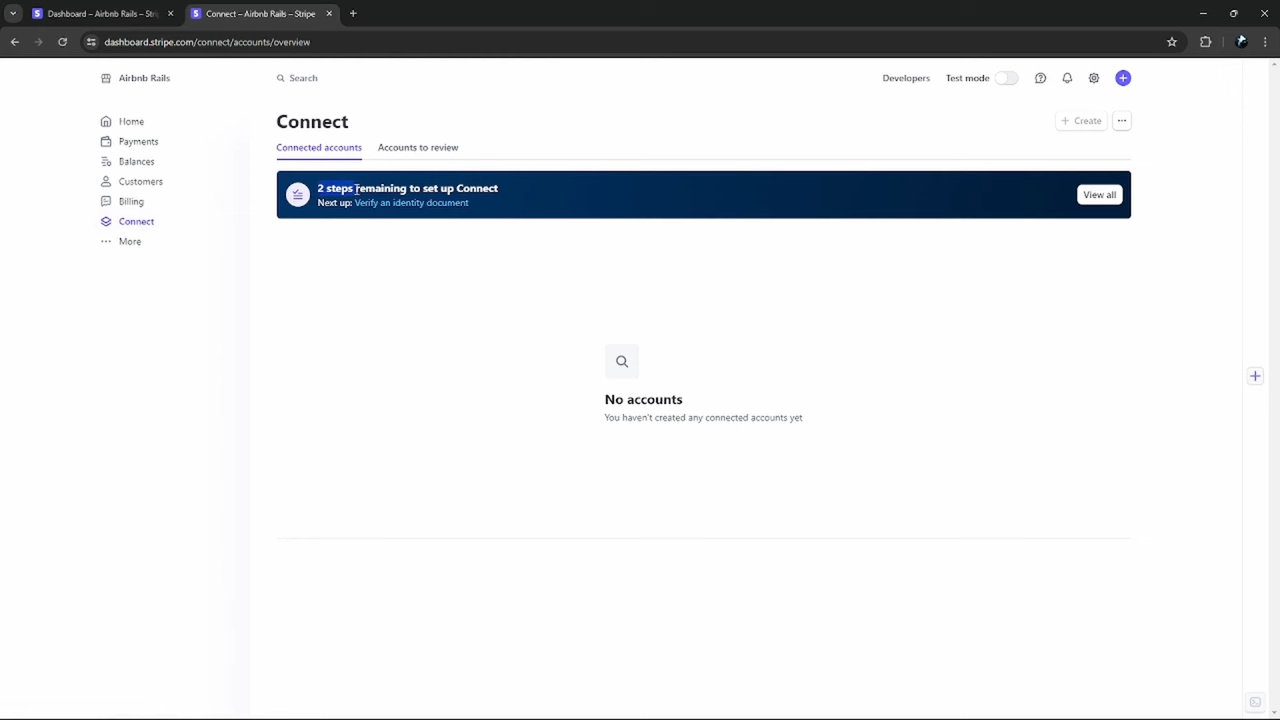 Dashboard – Airbnb Rails – Str
Connect – Airbnb Rails – Stripe
dashboard.stripe.com/connect/accounts/overview
Airbnb Rails
Search
Developers
Test mode
Home
Payments
Balances
Customers
Billing
Connect
More
Connect
Create
Connected accounts
Accounts to review
2 steps remaining to set up Connect
Next up: Verify an identity document
View all
No accounts
You haven't created any connected accounts yet